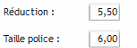 Réduction : 5,50
Taille police : 6,00